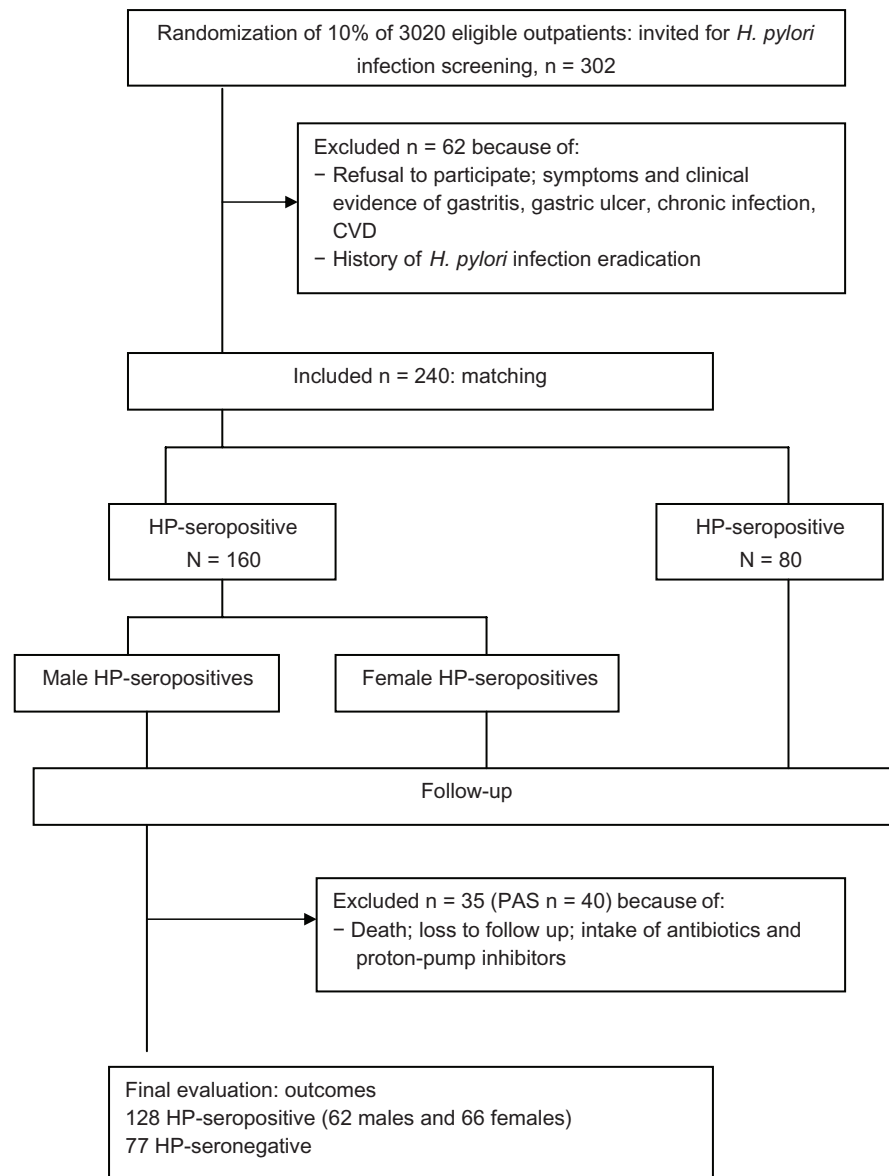 Randomization of 10% of 3020 eligible outpatients: invited for H. pylori
infection screening, n = 302
Excluded n = 62 because of:
− Refusal to participate; symptoms and clinical
evidence of gastritis, gastric ulcer, chronic infection,
CVD
− History of H. pylori infection eradication
Included n = 240: matching
HP-seropositive
N = 160
HP-seropositive
N = 80
Male HP-seropositives
Female HP-seropositives
Follow-up
Excluded n = 35 (PAS n = 40) because of:
− Death; loss to follow up; intake of antibiotics and
proton-pump inhibitors
Final evaluation: outcomes
128 HP-seropositive (62 males and 66 females)
77 HP-seronegative